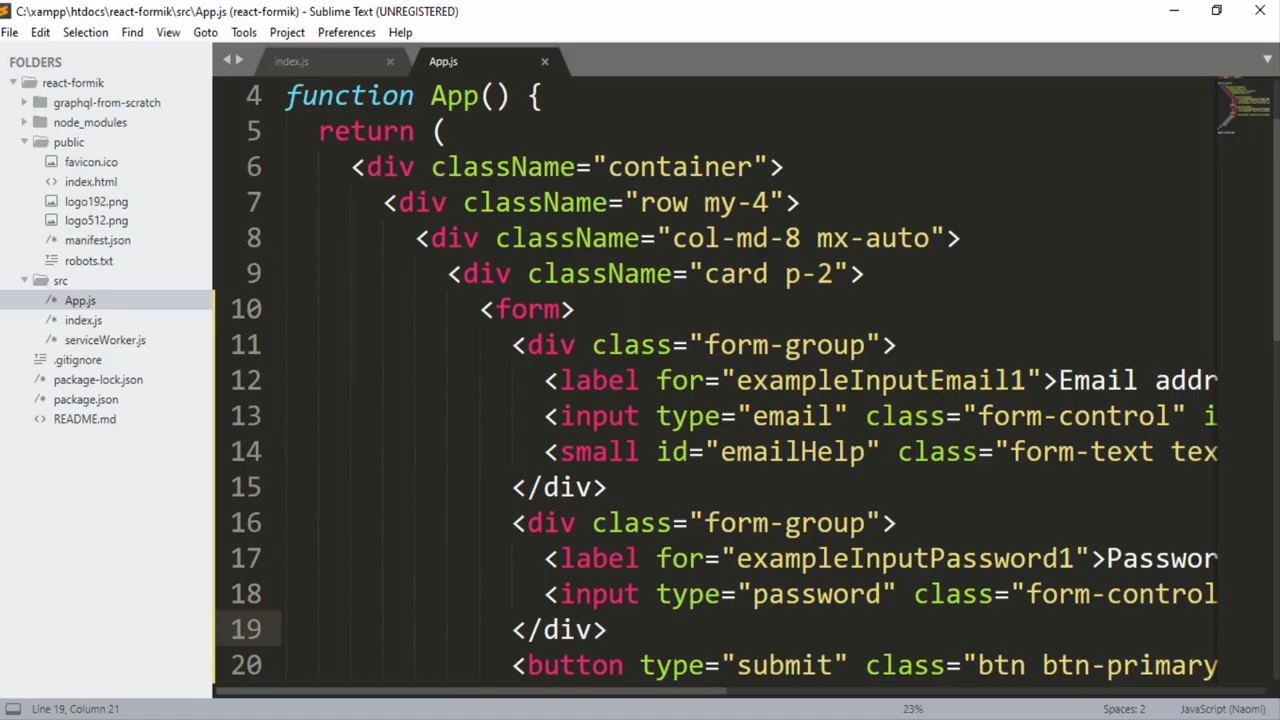 C:\xampp\htdocs\react-formik\src\App.js (react-formik) - Sublime Text (UNREGISTERED)
File Edit Selection Find View Goto Tools Project Preferences Help
FOLDERS
react-formik
graphql-from-scratch
node_modules
public
favicon.ico
index.html
logo192.png
logo512.png
manifest.json
robots.txt
src
App.js
index.js
serviceWorker.js
.gitignore
package-lock.json
package.json
README.md
index.js
App.js
4 function App() {
5 return (
6 <div className="container">
7 <div className="row my-4">
8 <div className="col-md-8 mx-auto">
9 <div className="card p-2">
10 <form>
11 <div class="form-group">
12 <label for="exampleInputEmail1">Email addr
13 <input type="email" class="form-control" i
14 <small id="emailHelp" class="form-text tex
15 </div>
16 <div class="form-group">
17 <label for="exampleInputPassword1">Passwor
18 <input type="password" class="form-control
19 </div>
20 <button type="submit" class="btn btn-primary
Line 19, Column 21
23%
Spaces: 2
JavaScript (Naomi)